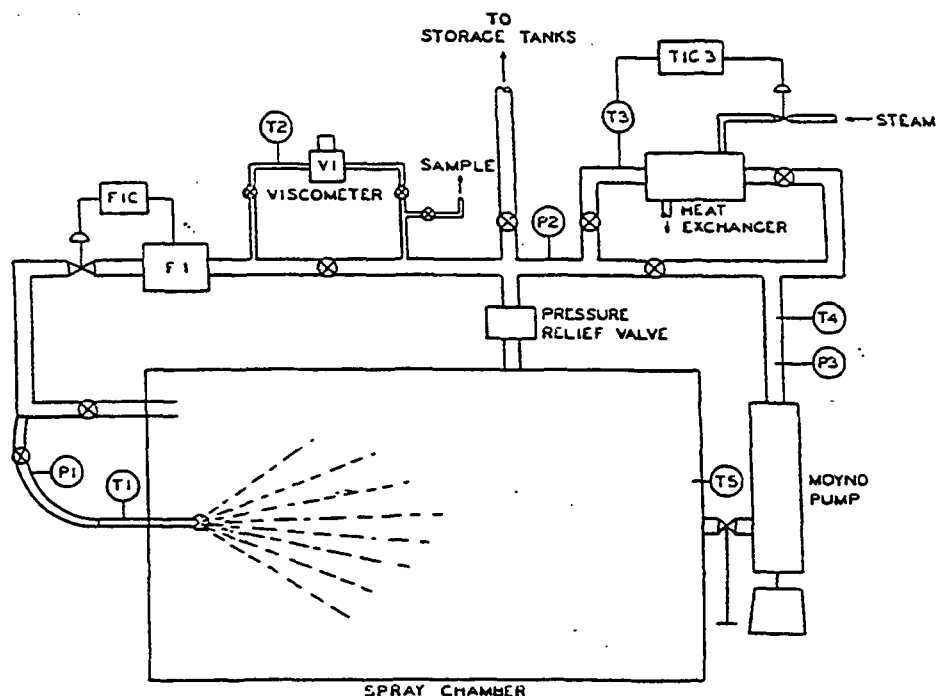 TO
STORAGE TANKS
TIC 3
T3
STEAM
T2
V1
VISCOMETER
SAMPLE
FIC
HEAT
EXCHANGER
P2
F1
PRESSURE
RELIEF VALVE
T4
P3
P1
T1
T5
MOYNO
PUMP
SPRAY CHAMBER